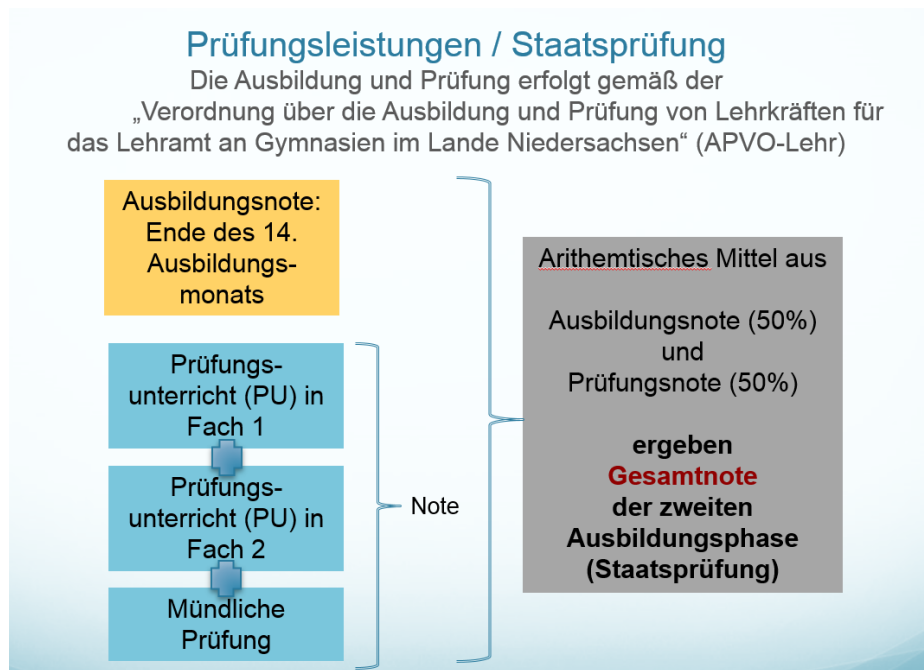 Prüfungsleistungen / Staatsprüfung
Die Ausbildung und Prüfung erfolgt gemäß der
„Verordnung über die Ausbildung und Prüfung von Lehrkräften für
das Lehramt an Gymnasien im Lande Niedersachsen“ (APVO-Lehr)
Ausbildungsnote:
Ende des 14.
Ausbildungs-
monats
Prüfungs-
unterricht (PU) in
Fach 1
Prüfungs-
unterricht (PU) in
Fach 2
Mündliche
Prüfung
Note
Arithemtisches Mittel aus
Ausbildungsnote (50%)
und
Prüfungsnote (50%)
ergeben
Gesamtnote
der zweiten
Ausbildungsphase
(Staatsprüfung)